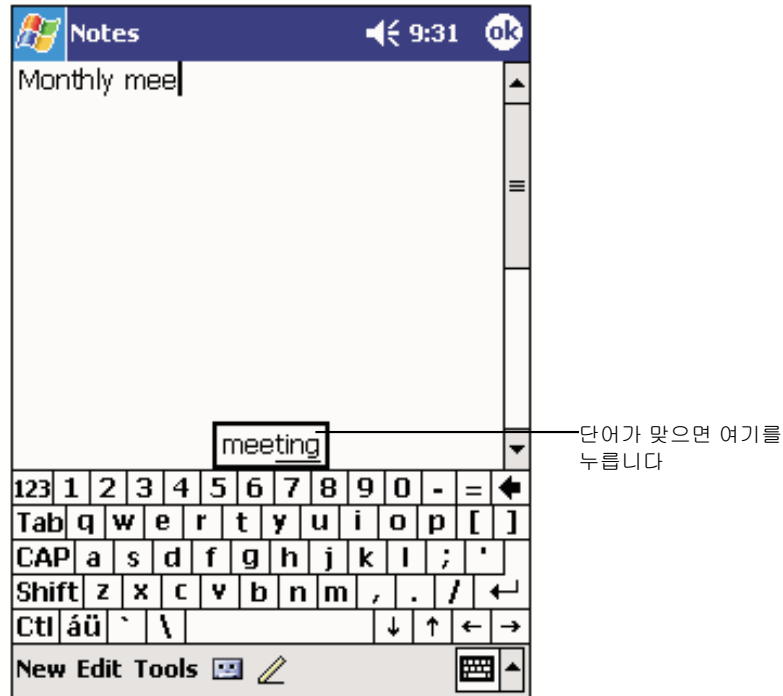 Notes 9:31 ok
Monthly mee
meeting
단어가 맞으면 여기를
누릅니다
123 1 2 3 4 5 6 7 8 9 0 - =
Tab q w e r t y u i o p [ ]
CAP a s d f g h j k l ; '
Shift z x c v b n m , . /
Ctl áü ` \ ↓ ↑ ← →
New Edit Tools